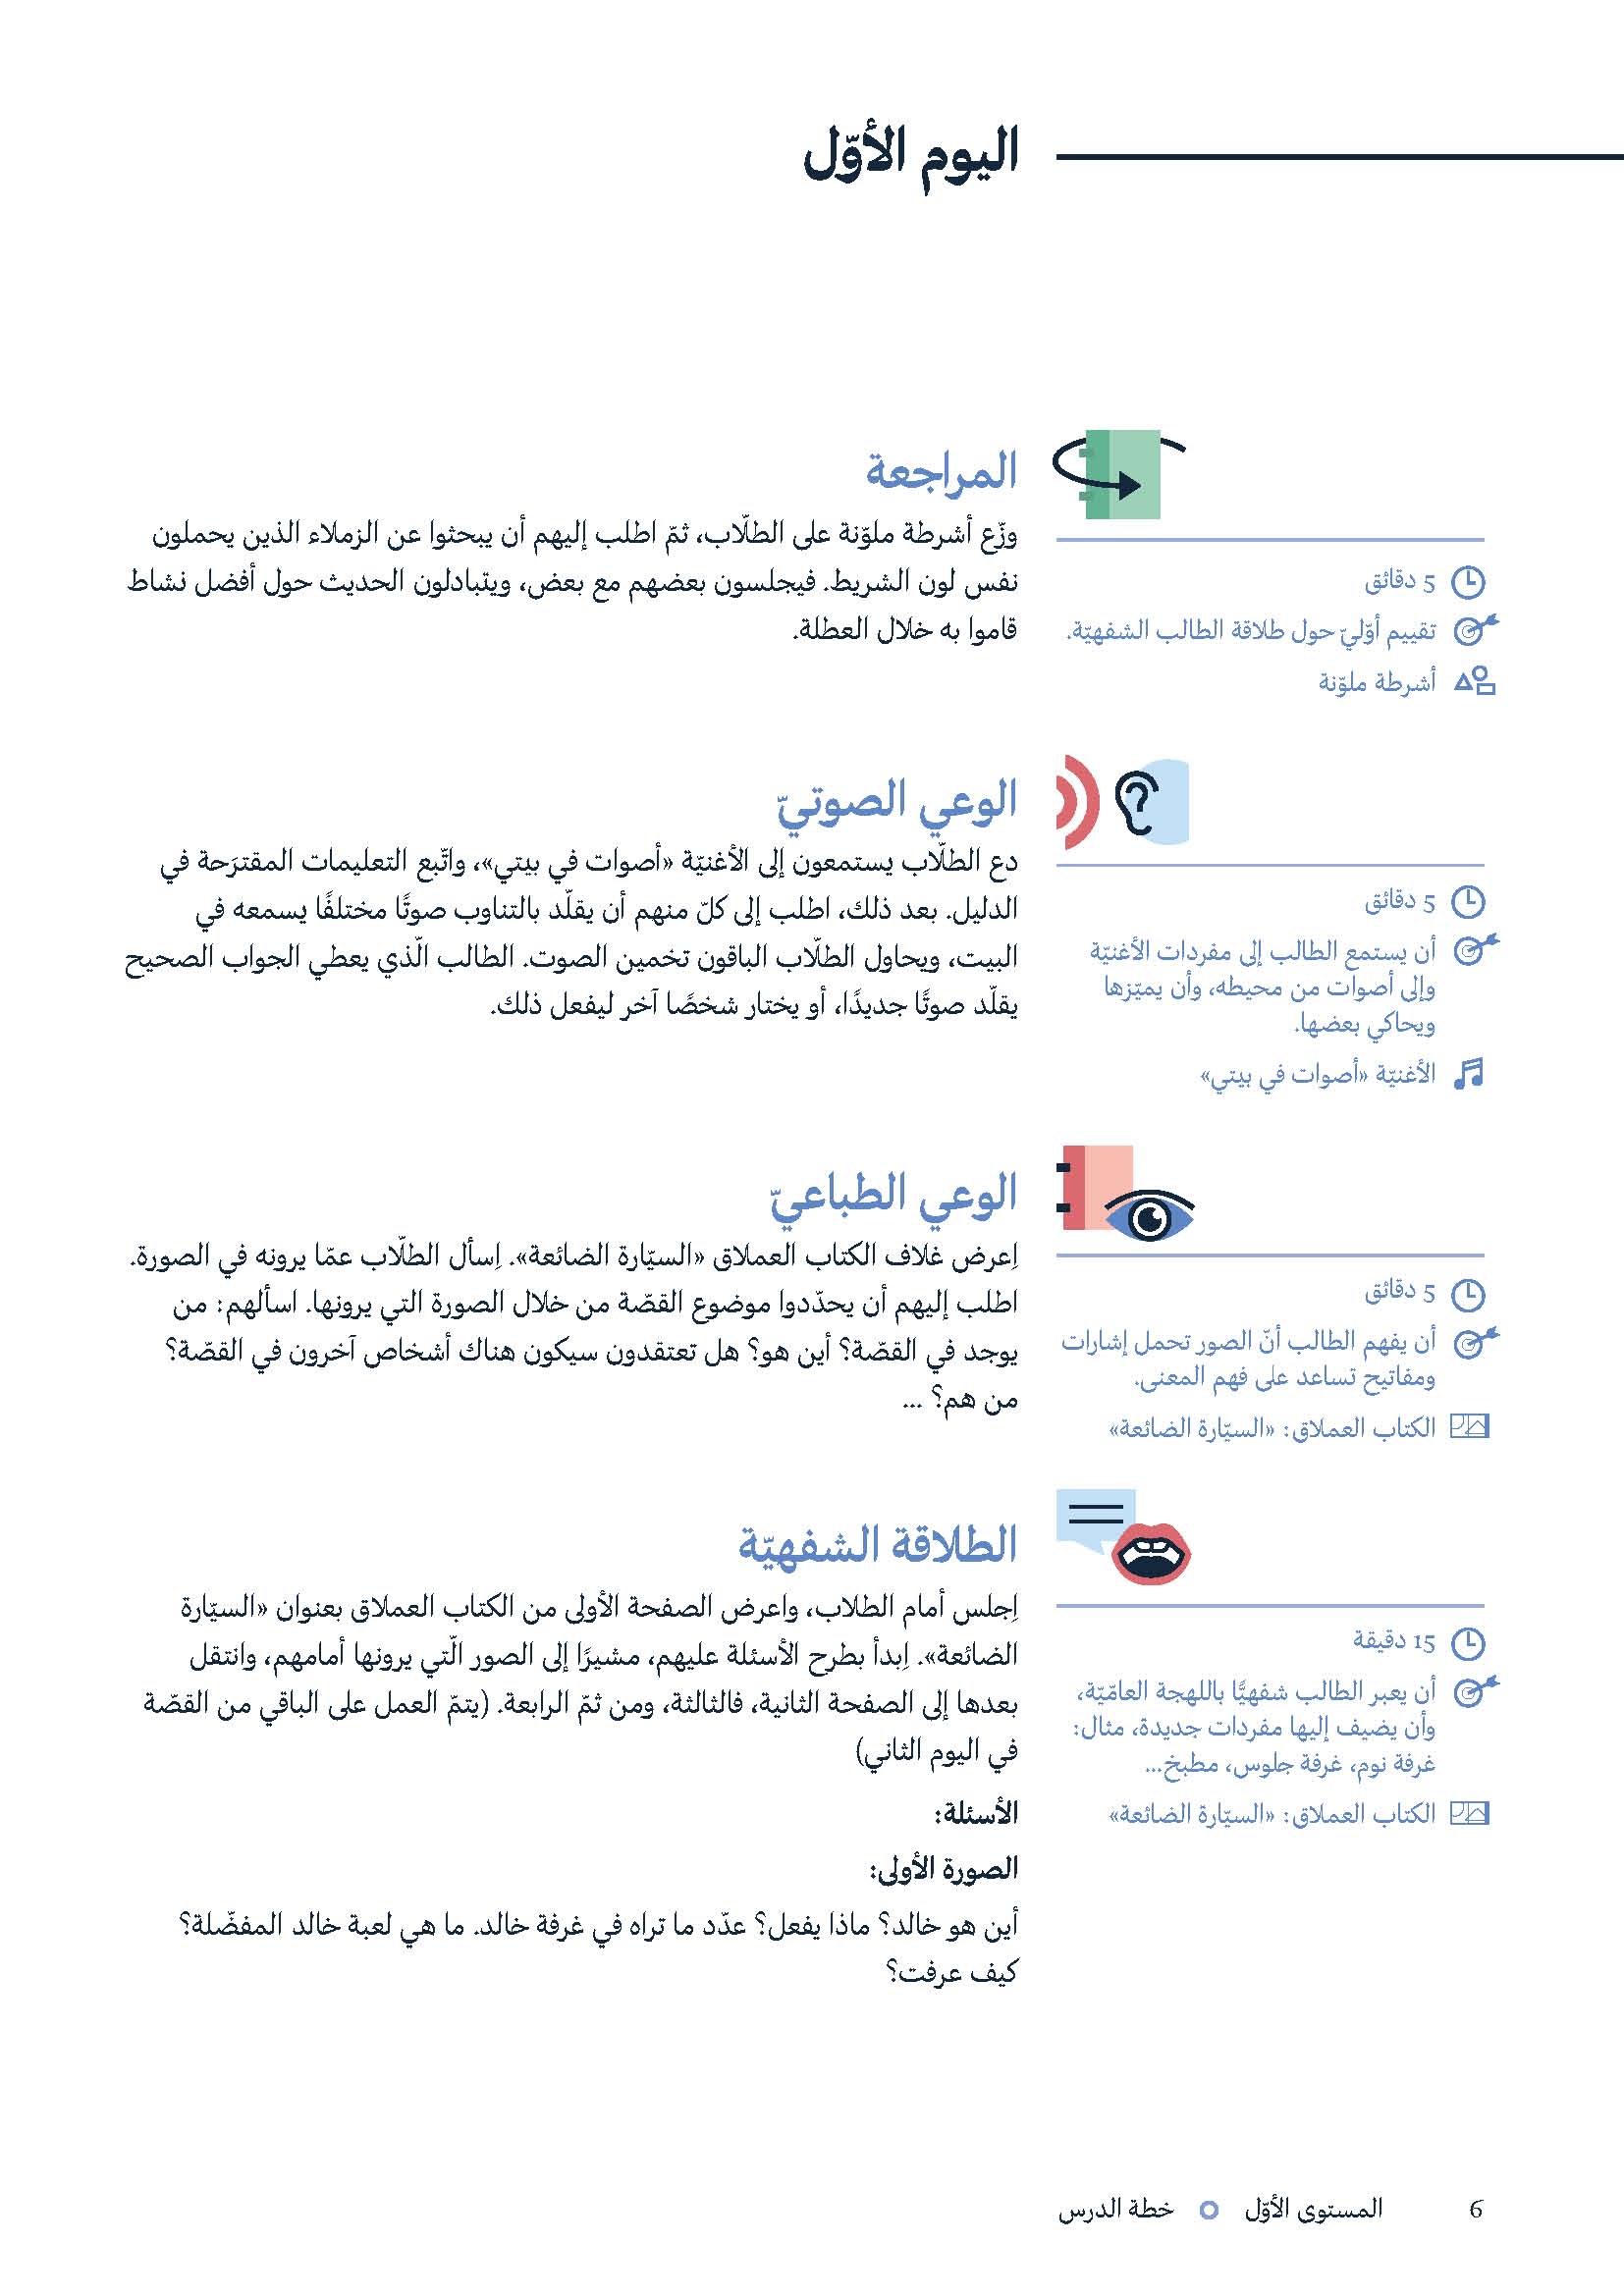 اليوم الأوّل
المراجعة
5 دقائق
تقييم أوّليّ حول طلاقة الطالب الشفهيّة.
أشرطة ملوّنة
وزّع أشرطة ملوّنة على الطلّاب، ثمّ اطلب إليهم أن يبحثوا عن الزملاء الذين يحملون
نفس لون الشريط. فيجلسون بعضهم مع بعض، ويتبادلون الحديث حول أفضل نشاط
قاموا به خلال العطلة.
الوعي الصوتيّ
5 دقائق
أن يستمع الطالب إلى مفردات الأغنيّة
وإلى أصوات من محيطه، وأن يميّزها
ويحاكي بعضها.
الأغنيّة «أصوات في بيتي»
دع الطلّاب يستمعون إلى الأغنيّة «أصوات في بيتي»، واتّبع التعليمات المقترَحة في
الدليل. بعد ذلك، اطلب إلى كلّ منهم أن يقلّد بالتناوب صوتًا مختلفًا يسمعه في
البيت، ويحاول الطلّاب الباقون تخمين الصوت. الطالب الّذي يعطي الجواب الصحيح
يقلّد صوتًا جديدًا، أو يختار شخصًا آخر ليفعل ذلك.
الوعي الطباعيّ
5 دقائق
أن يفهم الطالب أنّ الصور تحمل إشارات
ومفاتيح تساعد على فهم المعنى.
الكتاب العملاق: «السيّارة الضائعة»
اِعرض غلاف الكتاب العملاق «السيّارة الضائعة». اِسأل الطلّاب عمّا يرونه في الصورة.
اطلب إليهم أن يحدّدوا موضوع القصّة من خلال الصورة التي يرونها. اسألهم: من
يوجد في القصّة؟ أين هو؟ هل تعتقدون سيكون هناك أشخاص آخرون في القصّة؟
من هم؟ ...
الطلاقة الشفهيّة
15 دقيقة
أن يعبر الطالب شفهيًّا باللهجة العامّيّة،
وأن يضيف إليها مفردات جديدة، مثال:
غرفة نوم، غرفة جلوس، مطبخ...
الكتاب العملاق: «السيّارة الضائعة»
اِجلس أمام الطلاب، واعرض الصفحة الأولى من الكتاب العملاق بعنوان «السيّارة
الضائعة». اِبدأ بطرح الأسئلة عليهم، مشيرًا إلى الصور الّتي يرونها أمامهم، وانتقل
بعدها إلى الصفحة الثانية، فالثالثة، ومن ثمّ الرابعة. (يتمّ العمل على الباقي من القصّة
في اليوم الثاني)
الأسئلة:
الصورة الأولى:
أين هو خالد؟ ماذا يفعل؟ عدّد ما تراه في غرفة خالد. ما هي لعبة خالد المفضّلة؟
كيف عرفت؟
6 المستوى الأوّل خطة الدرس